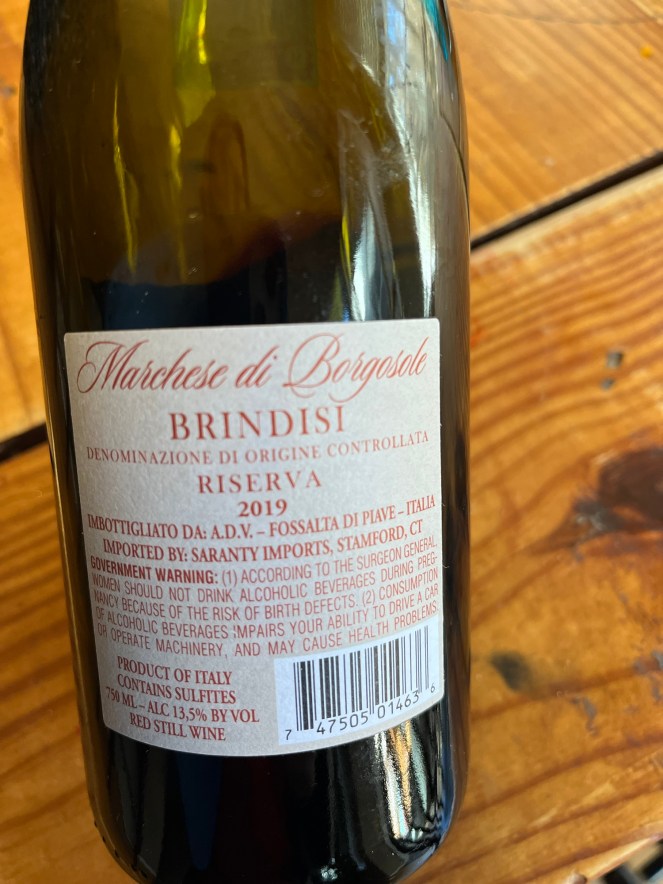 Marchese di Borgosole
BRINDISI
DENOMINAZIONE DI ORIGINE CONTROLLATA
RISERVA
2019
IMBOTTIGLIATO DA: A.D.V. – FOSSALTA DI PIAVE – ITALIA
IMPORTED BY: SARANTY IMPORTS, STAMFORD, CT
GOVERNMENT WARNING: (1) ACCORDING TO THE SURGEON GENERAL,
WOMEN SHOULD NOT DRINK ALCOHOLIC BEVERAGES DURING PREG-
NANCY BECAUSE OF THE RISK OF BIRTH DEFECTS. (2) CONSUMPTION
OF ALCOHOLIC BEVERAGES IMPAIRS YOUR ABILITY TO DRIVE A CAR
OR OPERATE MACHINERY, AND MAY CAUSE HEALTH PROBLEMS.
PRODUCT OF ITALY
CONTAINS SULFITES
750 ML – ALC 13,5% BY VOL
RED STILL WINE
7 47505 01463 6